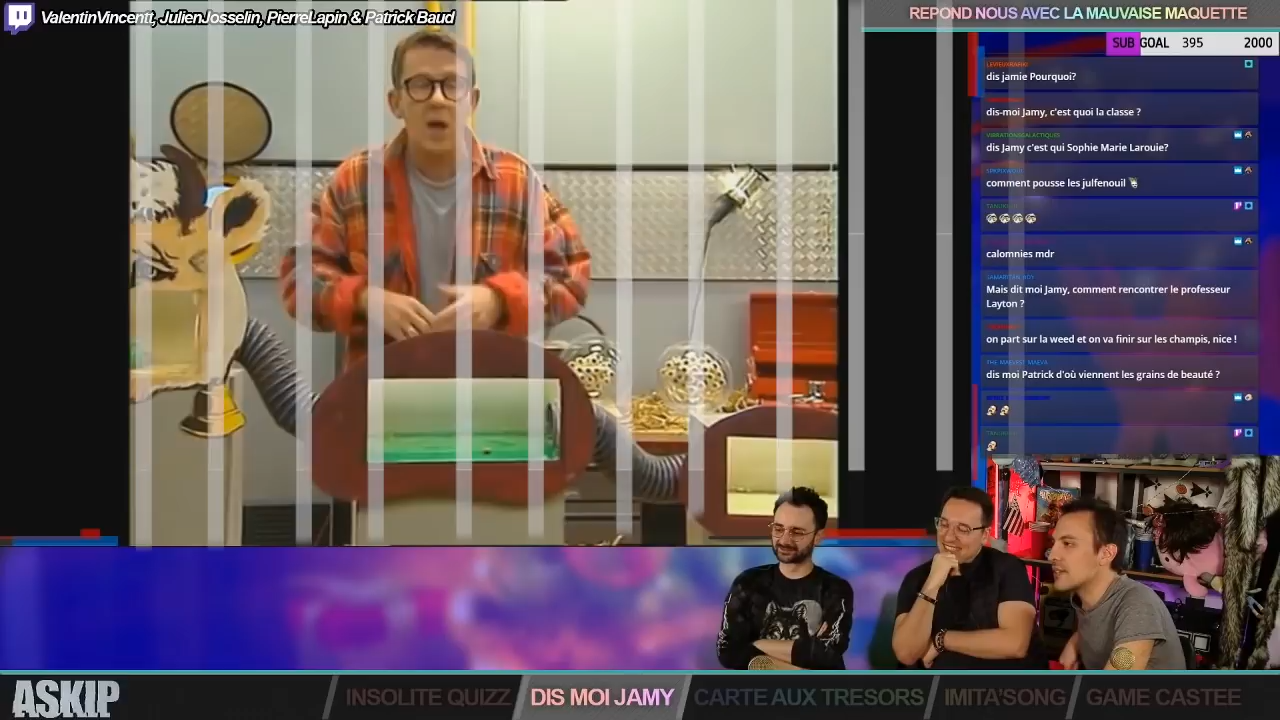 ValentinVincentt, JulienJosselin, PierreLapin & Patrick Baud
REPOND NOUS AVEC LA MAUVAISE MAQUETTE
SUB GOAL 395 2000
dis jamie Pourquoi?
dis-moi Jamy, c'est quoi la classe ?
VIBRATIONSGALACTIQUES
dis Jamy c'est qui Sophie Marie Larouie?
comment pousse les julfenouil
calomnies mdr
Mais dit moi Jamy, comment rencontrer le professeur
Layton ?
on part sur la weed et on va finir sur les champis, nice !
dis moi Patrick d'où viennent les grains de beauté ?
ASKIP
INSOLITE QUIZZ
DIS MOI JAMY
CARTE AUX TRESORS
IMITA'SONG
GAME CASTEE